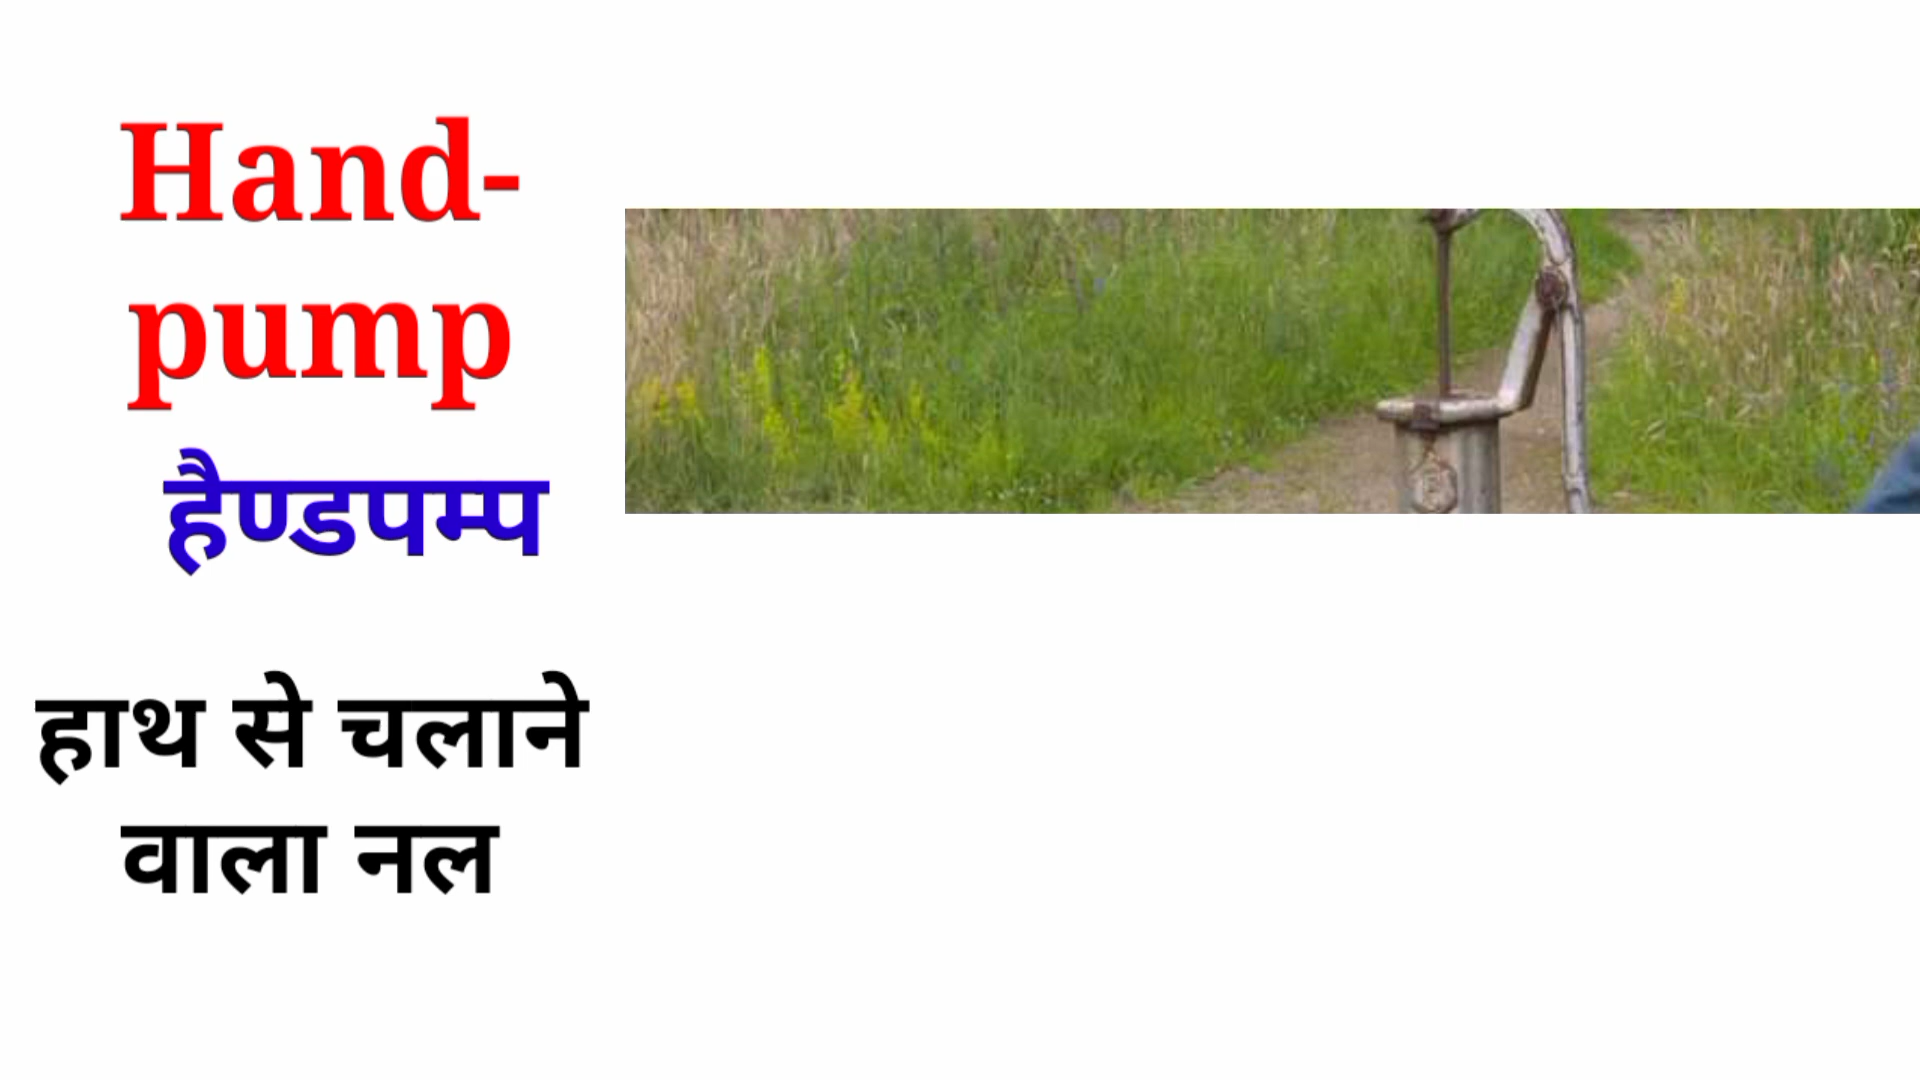 Hand-
pump
हैण्डपम्प
हाथ से चलाने
वाला नल